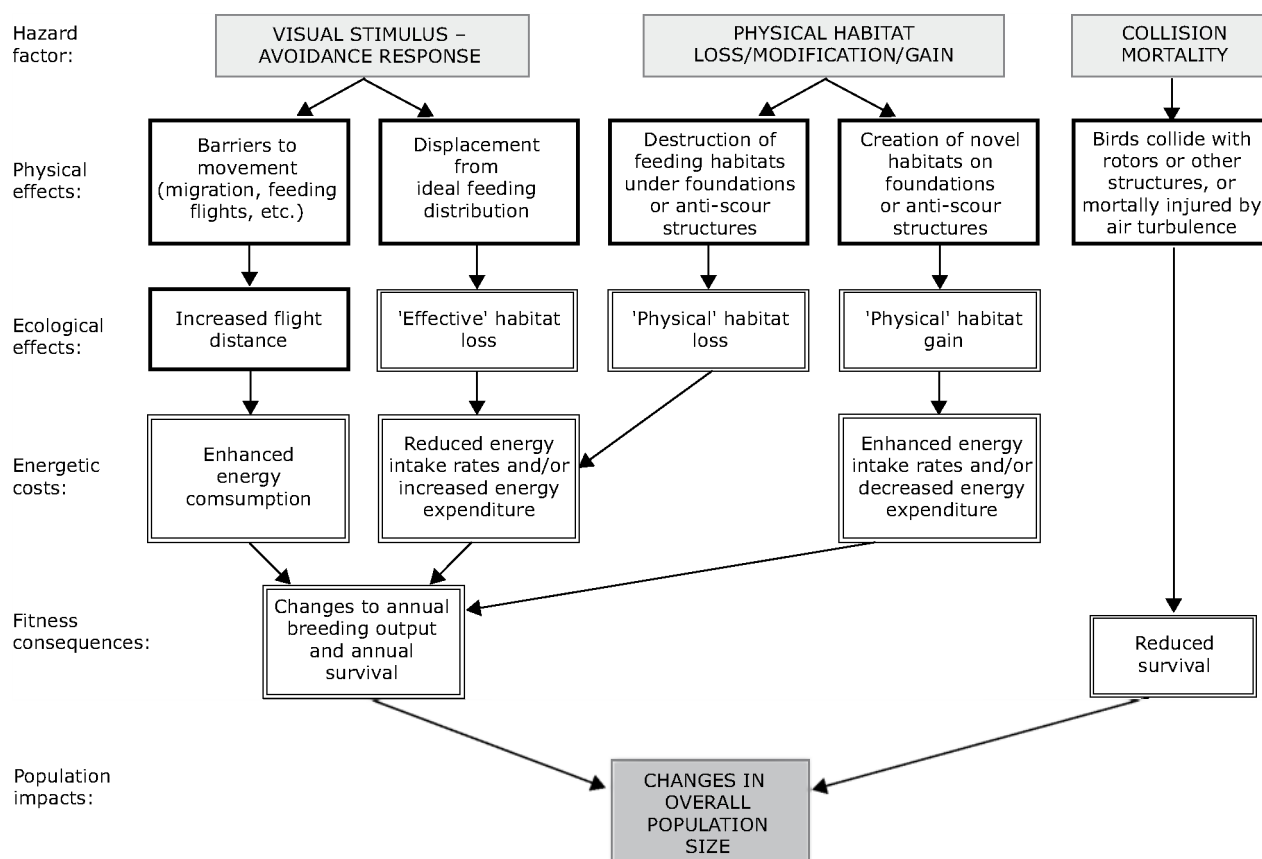 Hazard
factor:
VISUAL STIMULUS –
AVOIDANCE RESPONSE
PHYSICAL HABITAT
LOSS/MODIFICATION/GAIN
COLLISION
MORTALITY
Physical
effects:
Barriers to
movement
(migration, feeding
flights, etc.)
Displacement
from
ideal feeding
distribution
Destruction of
feeding habitats
under foundations
or anti-scour
structures
Creation of novel
habitats on
foundations
or anti-scour
structures
Birds collide with
rotors or other
structures, or
mortally injured by
air turbulence
Ecological
effects:
Increased flight
distance
'Effective' habitat
loss
'Physical' habitat
loss
'Physical' habitat
gain
Energetic
costs:
Enhanced
energy
comsumption
Reduced energy
intake rates and/or
increased energy
expenditure
Enhanced energy
intake rates and/or
decreased energy
expenditure
Fitness
consequences:
Changes to annual
breeding output
and annual
survival
Reduced
survival
Population
impacts:
CHANGES IN
OVERALL
POPULATION
SIZE